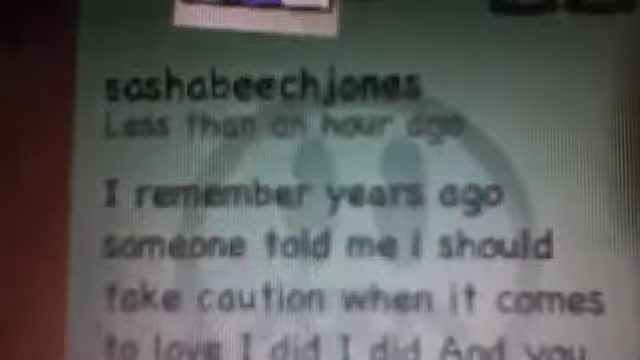 sashabeechjones
Less than an hour ago
I remember years ago
someone told me i should
take caution when it comes
to love I did I did And you